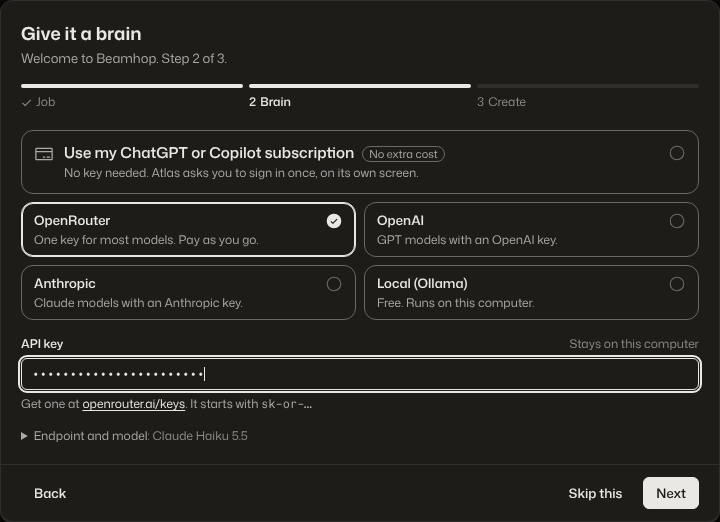 Give it a brain
Welcome to Beamhop. Step 2 of 3.
Job
2 Brain
3 Create
Use my ChatGPT or Copilot subscription
No extra cost
No key needed. Atlas asks you to sign in once, on its own screen.
OpenRouter
One key for most models. Pay as you go.
OpenAI
GPT models with an OpenAI key.
Anthropic
Claude models with an Anthropic key.
Local (Ollama)
Free. Runs on this computer.
API key
Stays on this computer
•••••••••••••••••••••••
Get one at openrouter.ai/keys. It starts with sk-or-…
Endpoint and model: Claude Haiku 5.5
Back
Skip this
Next